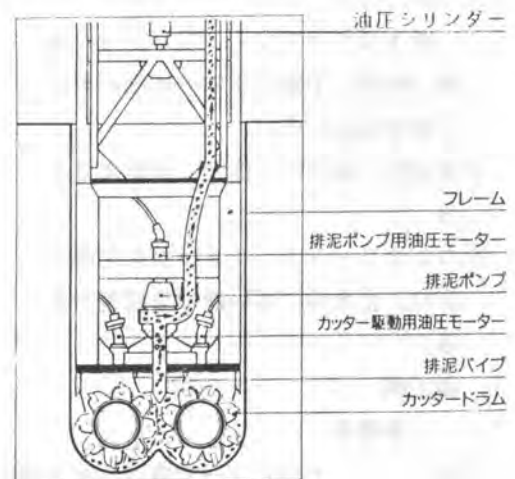 油圧シリンダー
フレーム
排泥ポンプ用油圧モーター
排泥ポンプ
カッター駆動用油圧モーター
排泥パイプ
カッタードラム